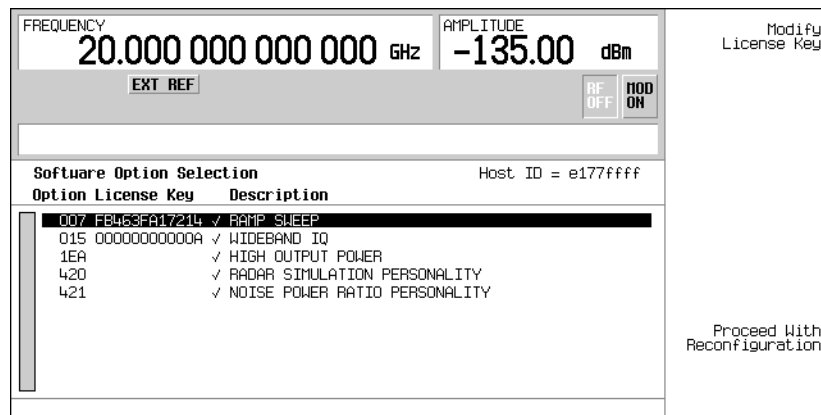 FREQUENCY
20.000 000 000 000 GHz
AMPLITUDE
-135.00 dBm
EXT REF
RF OFF
MOD ON
Modify
License Key
Software Option Selection
Host ID = e177ffff
Option License Key Description
007 FB463FA17214 ✓ RAMP SWEEP
015 00000000000A ✓ WIDEBAND IQ
1EA ✓ HIGH OUTPUT POWER
420 ✓ RADAR SIMULATION PERSONALITY
421 ✓ NOISE POWER RATIO PERSONALITY
Proceed With
Reconfiguration